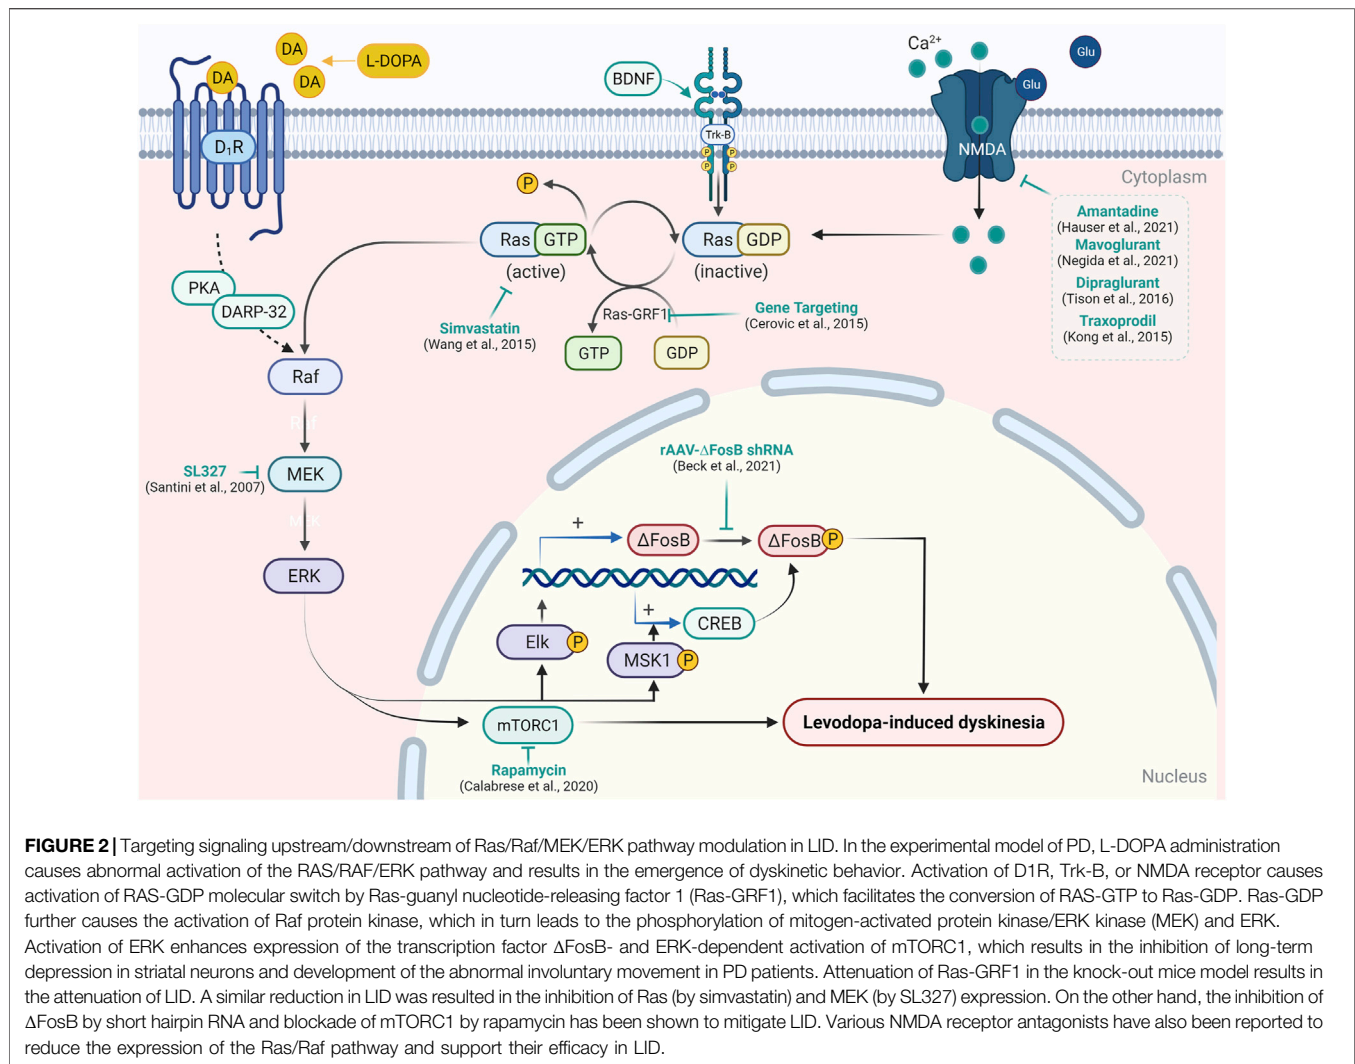 DA
L-DOPA
DA
DA
D₁R
BDNF
Trk-B
P
P
P
P
Ca²⁺
Glu
Glu
NMDA
Cytoplasm
Amantadine
(Hauser et al., 2021)
Mavoglurant
(Negida et al., 2021)
Dipraglurant
(Tison et al., 2016)
Traxoprodil
(Kong et al., 2015)
P
Ras
GTP
(active)
Ras
GDP
(inactive)
PKA
DARP-32
Simvastatin
(Wang et al., 2015)
Ras-GRF1
Gene Targeting
(Cerovic et al., 2015)
GTP
GDP
Raf
Raf
SL327
(Santini et al., 2007)
MEK
MEK
ERK
rAAV-ΔFosB shRNA
(Beck et al., 2021)
+
ΔFosB
ΔFosB
P
+
CREB
Elk
P
MSK1
P
mTORC1
Levodopa-induced dyskinesia
Rapamycin
(Calabrese et al., 2020)
Nucleus
FIGURE 2 | Targeting signaling upstream/downstream of Ras/Raf/MEK/ERK pathway modulation in LID. In the experimental model of PD, L-DOPA administration
causes abnormal activation of the RAS/RAF/ERK pathway and results in the emergence of dyskinetic behavior. Activation of D1R, Trk-B, or NMDA receptor causes
activation of RAS-GDP molecular switch by Ras-guanyl nucleotide-releasing factor 1 (Ras-GRF1), which facilitates the conversion of RAS-GTP to Ras-GDP. Ras-GDP
further causes the activation of Raf protein kinase, which in turn leads to the phosphorylation of mitogen-activated protein kinase/ERK kinase (MEK) and ERK.
Activation of ERK enhances expression of the transcription factor ΔFosB- and ERK-dependent activation of mTORC1, which results in the inhibition of long-term
depression in striatal neurons and development of the abnormal involuntary movement in PD patients. Attenuation of Ras-GRF1 in the knock-out mice model results in
the attenuation of LID. A similar reduction in LID was resulted in the inhibition of Ras (by simvastatin) and MEK (by SL327) expression. On the other hand, the inhibition of
ΔFosB by short hairpin RNA and blockade of mTORC1 by rapamycin has been shown to mitigate LID. Various NMDA receptor antagonists have also been reported to
reduce the expression of the Ras/Raf pathway and support their efficacy in LID.